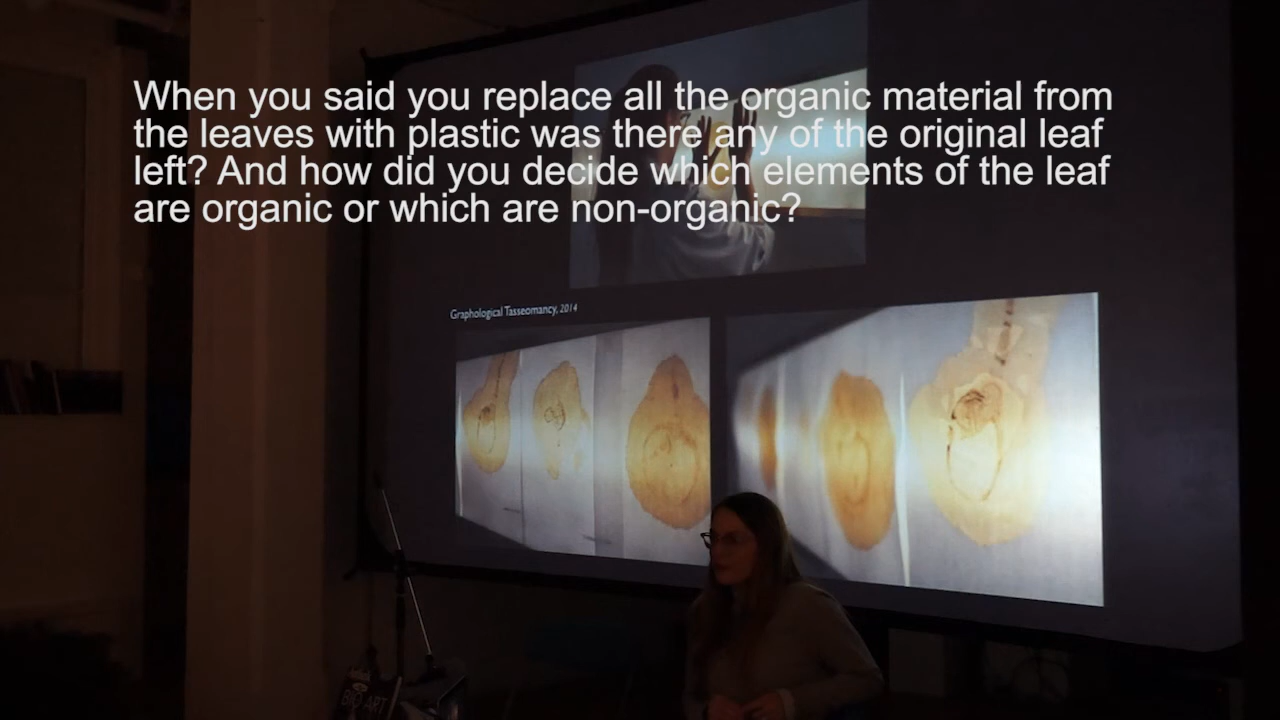 When you said you replace all the organic material from
the leaves with plastic was there any of the original leaf
left? And how did you decide which elements of the leaf
are organic or which are non-organic?
Graphological Tasseomancy, 2014
BIO ART